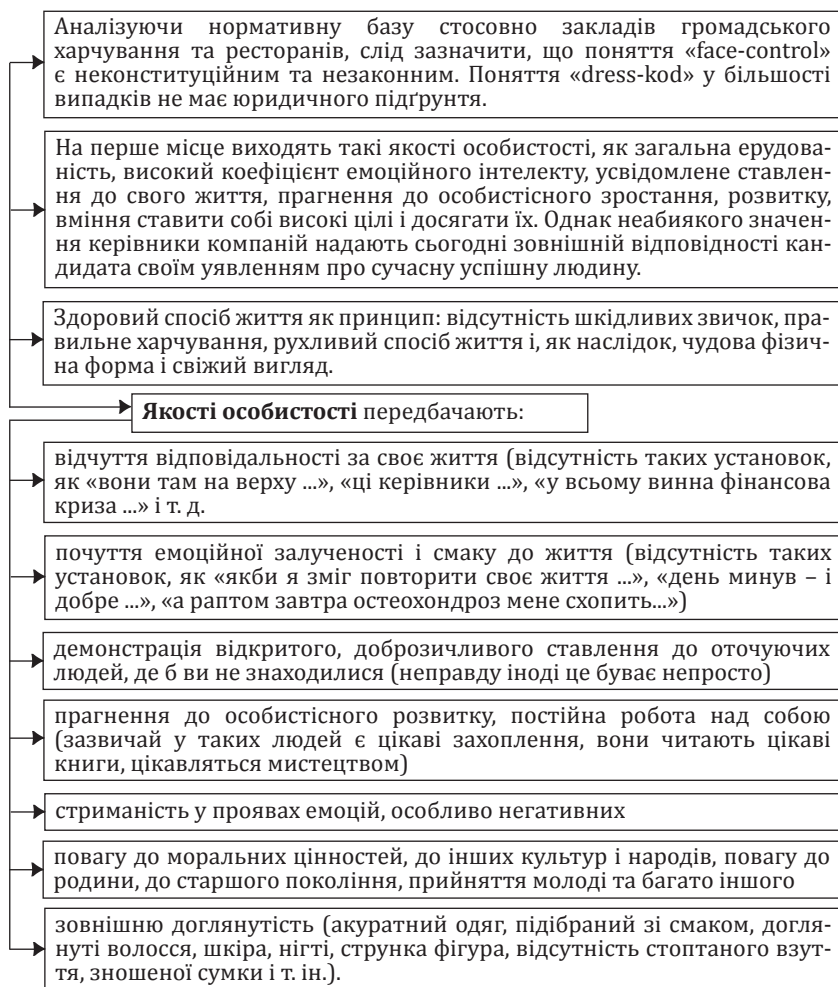 Аналізуючи нормативну базу стосовно закладів громадського
харчування та ресторанів, слід зазначити, що поняття «face-control»
є неконституційним та незаконним. Поняття «dress-kod» у більшості
випадків не має юридичного підґрунтя.
На перше місце виходять такі якості особистості, як загальна ерудова-
ність, високий коефіцієнт емоційного інтелекту, усвідомлене ставлен-
ня до свого життя, прагнення до особистісного зростання, розвитку,
вміння ставити собі високі цілі і досягати їх. Однак неабиякого значен-
ня керівники компаній надають сьогодні зовнішній відповідності кан-
дидата своїм уявленням про сучасну успішну людину.
Здоровий спосіб життя як принцип: відсутність шкідливих звичок, пра-
вильне харчування, рухливий спосіб життя і, як наслідок, чудова фізич-
на форма і свіжий вигляд.
Якості особистості передбачають:
відчуття відповідальності за своє життя (відсутність таких установок,
як «вони там на верху ...», «ці керівники ...», «у всьому винна фінансова
криза ...» і т. д.
почуття емоційної залученості і смаку до життя (відсутність таких
установок, як «якби я зміг повторити своє життя ...», «день минув – і
добре ...», «а раптом завтра остеохондроз мене схопить...»)
демонстрація відкритого, доброзичливого ставлення до оточуючих
людей, де б ви не знаходилися (неправду іноді це буває непросто)
прагнення до особистісного розвитку, постійна робота над собою
(зазвичай у таких людей є цікаві захоплення, вони читають цікаві
книги, цікавляться мистецтвом)
стриманість у проявах емоцій, особливо негативних
повагу до моральних цінностей, до інших культур і народів, повагу до
родини, до старшого покоління, прийняття молоді та багато іншого
зовнішню доглянутість (акуратний одяг, підібраний зі смаком, догля-
нуті волосся, шкіра, нігті, струнка фігура, відсутність стоптаного взут-
тя, зношеної сумки і т. ін.).